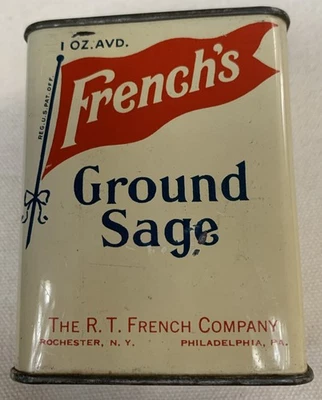 1 OZ. AVD.
French's
REG. U.S. PAT. OFF.
Ground
Sage
THE R. T. FRENCH COMPANY
ROCHESTER, N. Y. PHILADELPHIA, PA.